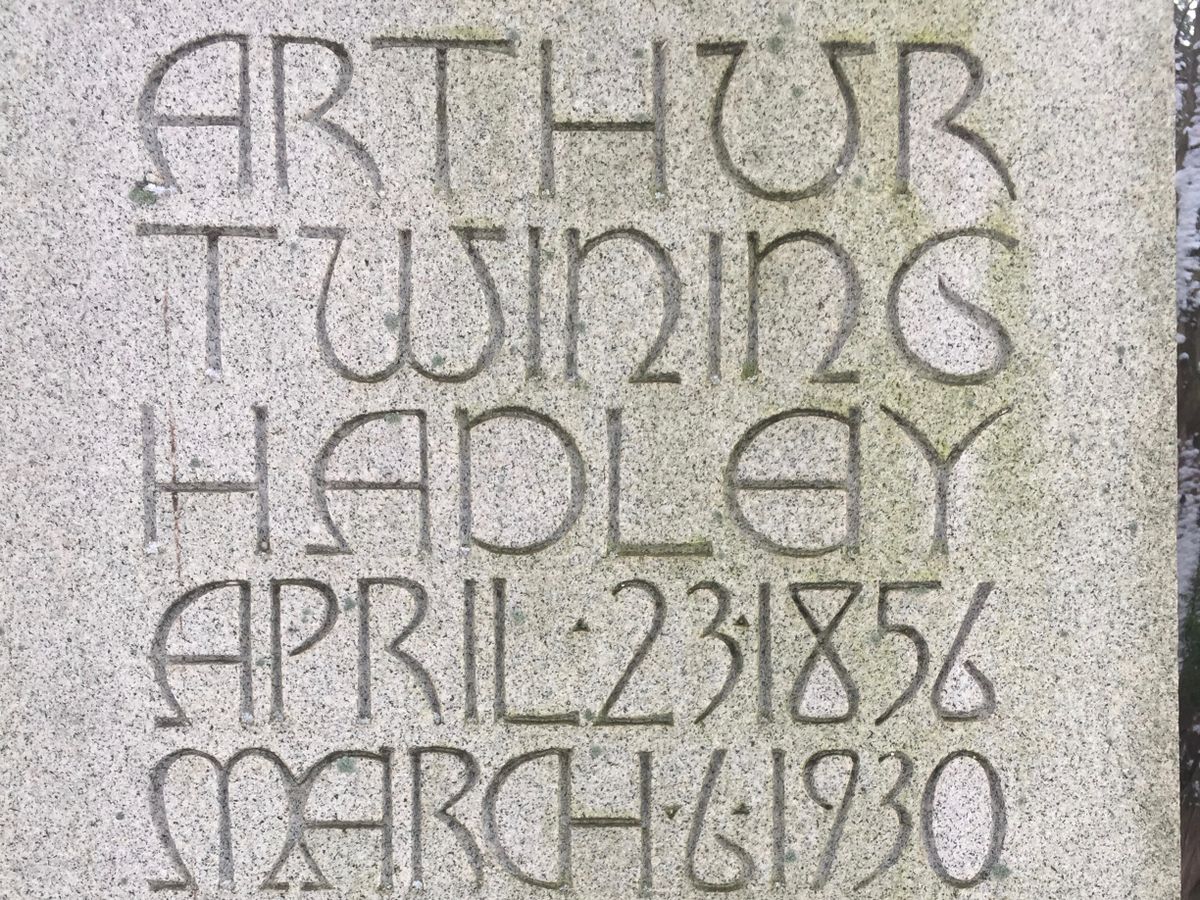 ARTHUR
TWINING
HADLEY
APRIL·23·1856
MARCH·6·1930